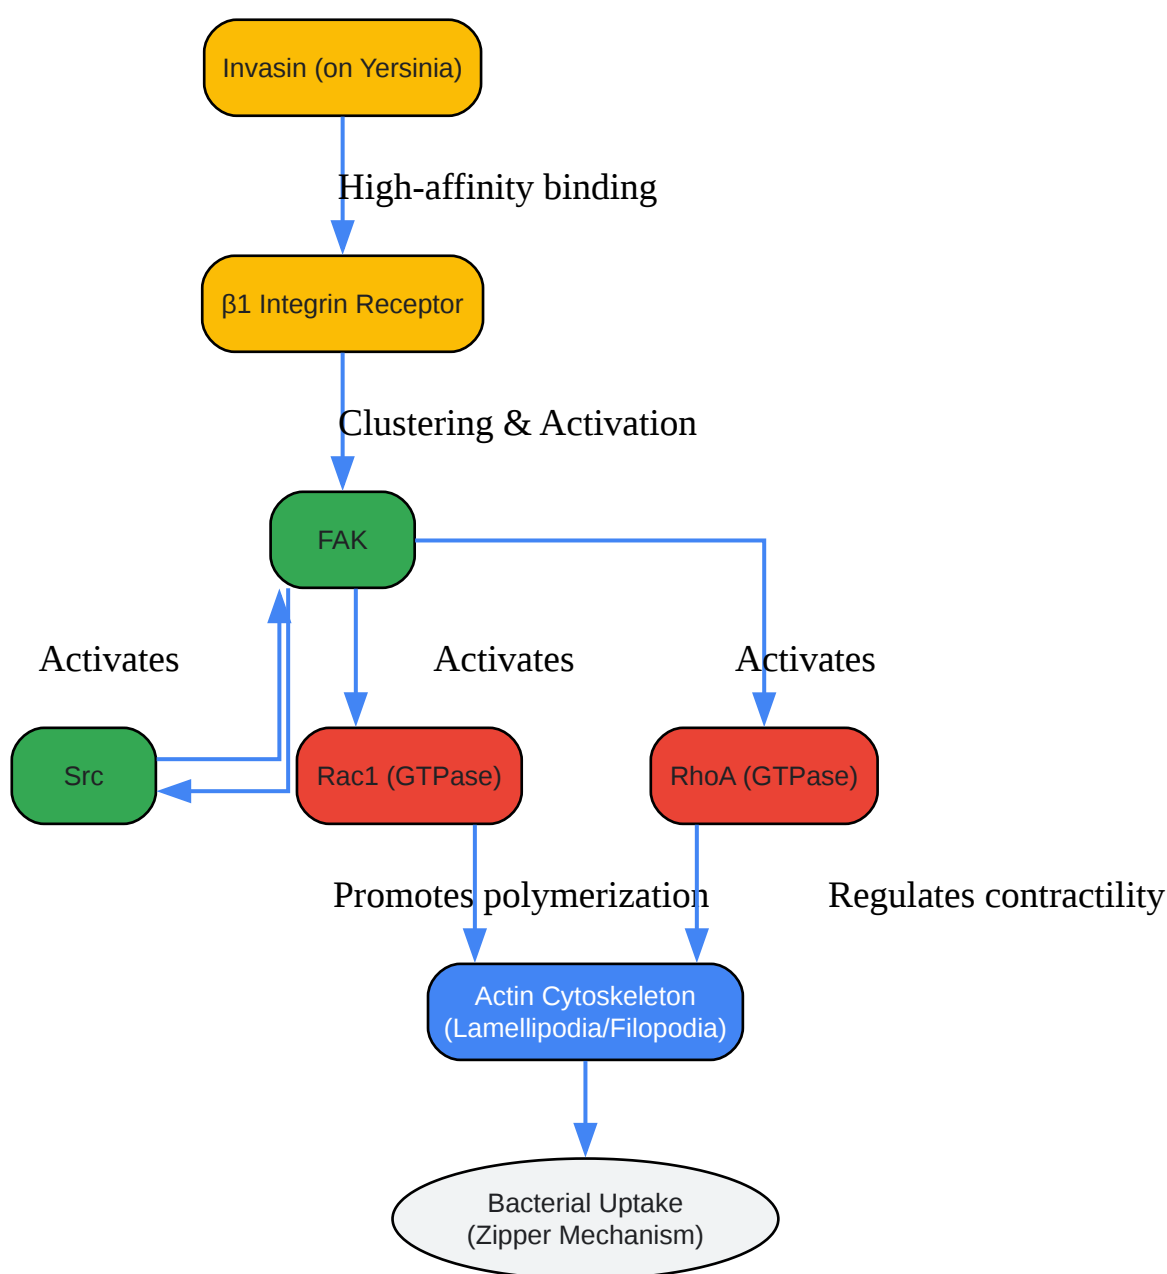 Invasin (on Yersinia)
High-affinity binding
β1 Integrin Receptor
Clustering & Activation
FAK
Activates
Activates
Activates
Src
Rac1 (GTPase)
RhoA (GTPase)
Promotes polymerization
Regulates contractility
Actin Cytoskeleton
(Lamellipodia/Filopodia)
Bacterial Uptake
(Zipper Mechanism)